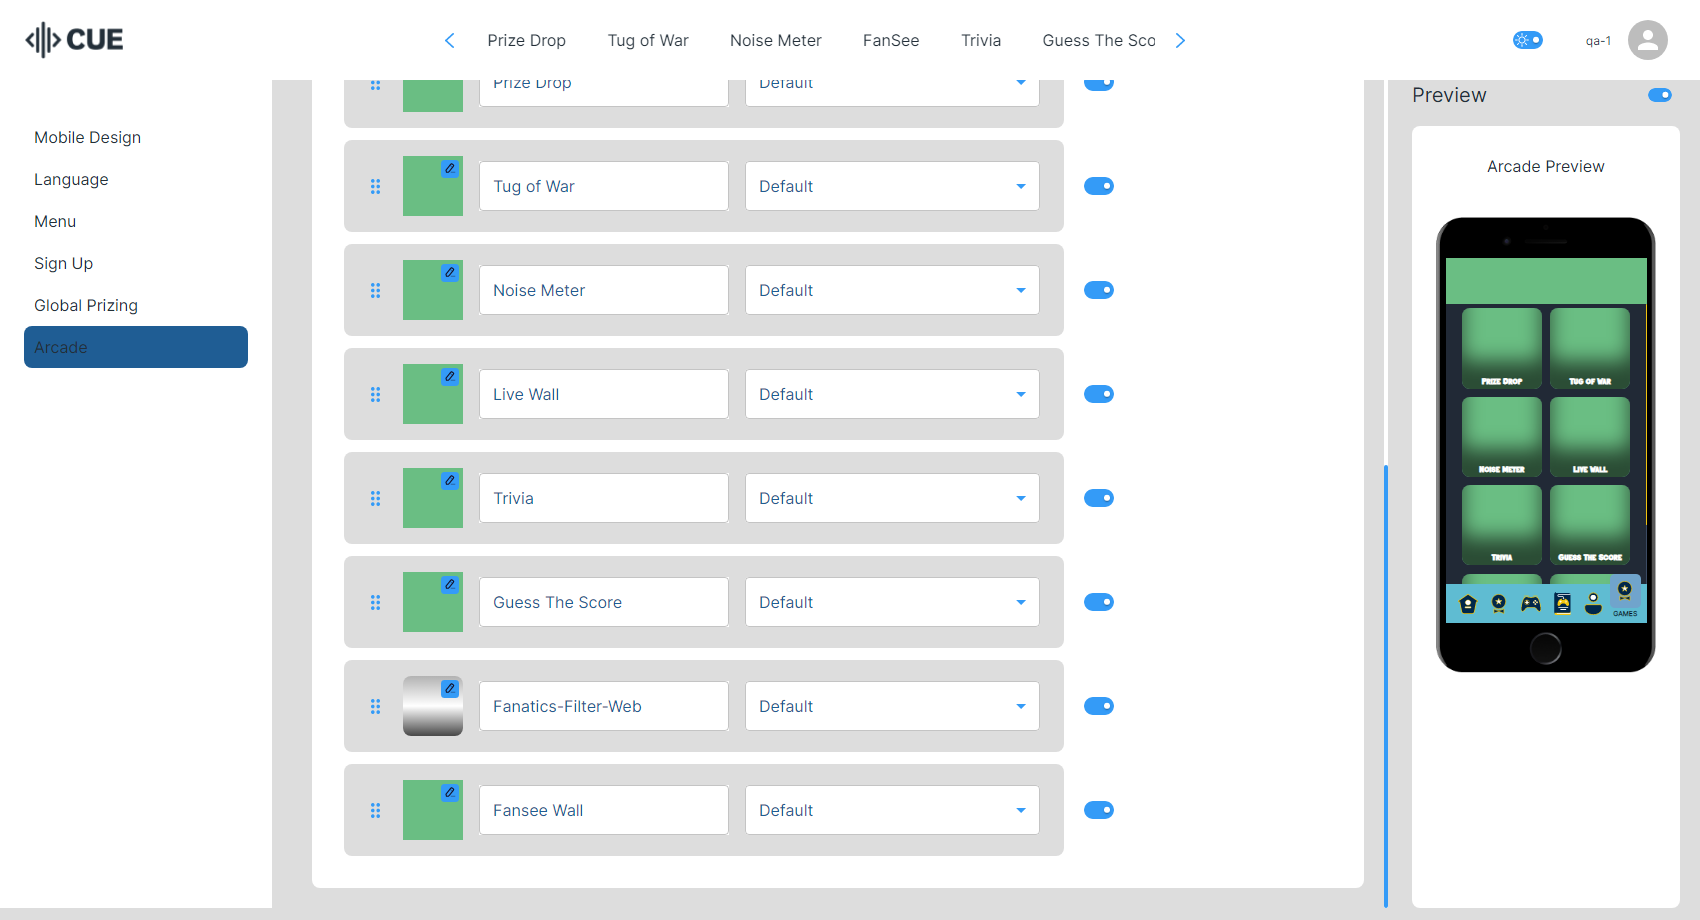 CUE
Prize Drop
Tug of War
Noise Meter
FanSee
Trivia
Guess The Sco
qa-1
Mobile Design
Language
Menu
Sign Up
Global Prizing
Arcade
Prize Drop
Default
Tug of War
Default
Noise Meter
Default
Live Wall
Default
Trivia
Default
Guess The Score
Default
Fanatics-Filter-Web
Default
Fansee Wall
Default
Preview
Arcade Preview
Prize Drop
Tug of War
Noise Meter
Live Wall
Trivia
Guess The Score
GAMES